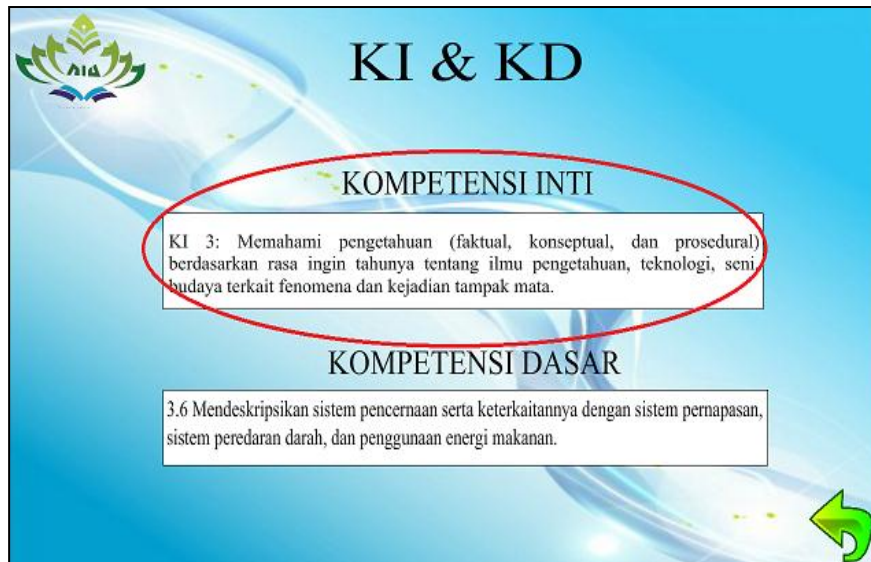 KI & KD
KOMPETENSI INTI
KI 3: Memahami pengetahuan (faktual, konseptual, dan prosedural)
berdasarkan rasa ingin tahunya tentang ilmu pengetahuan, teknologi, seni,
budaya terkait fenomena dan kejadian tampak mata.
KOMPETENSI DASAR
3.6 Mendeskripsikan sistem pencernaan serta keterkaitannya dengan sistem pernapasan,
sistem peredaran darah, dan penggunaan energi makanan.